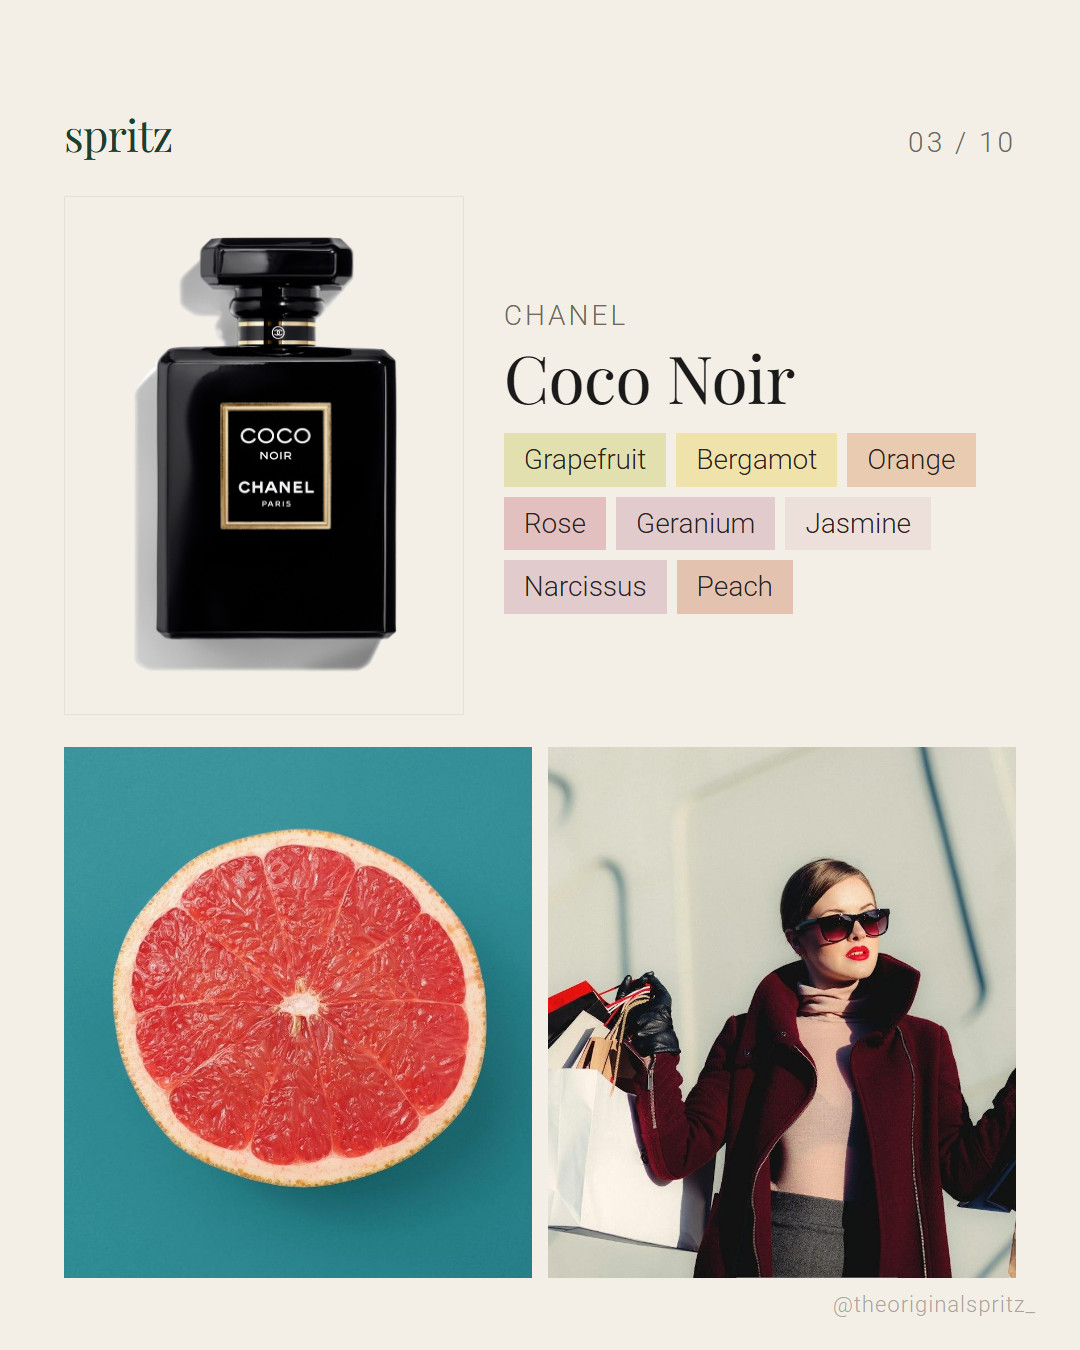 spritz
03 / 10
COCO
NOIR
CHANEL
PARIS
CHANEL
Coco Noir
Grapefruit Bergamot Orange
Rose Geranium Jasmine
Narcissus Peach
@theoriginalspritz_